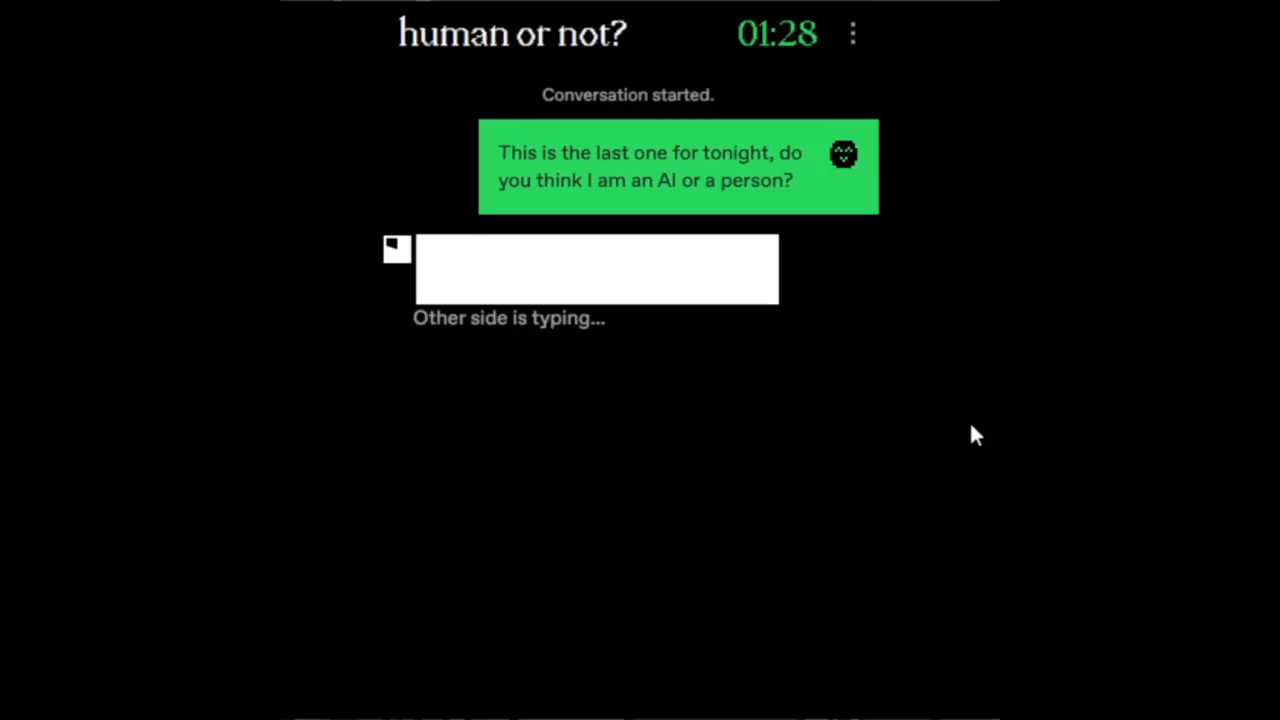 human or not?
01:28
Conversation started.
This is the last one for tonight, do
you think I am an AI or a person?
Other side is typing...